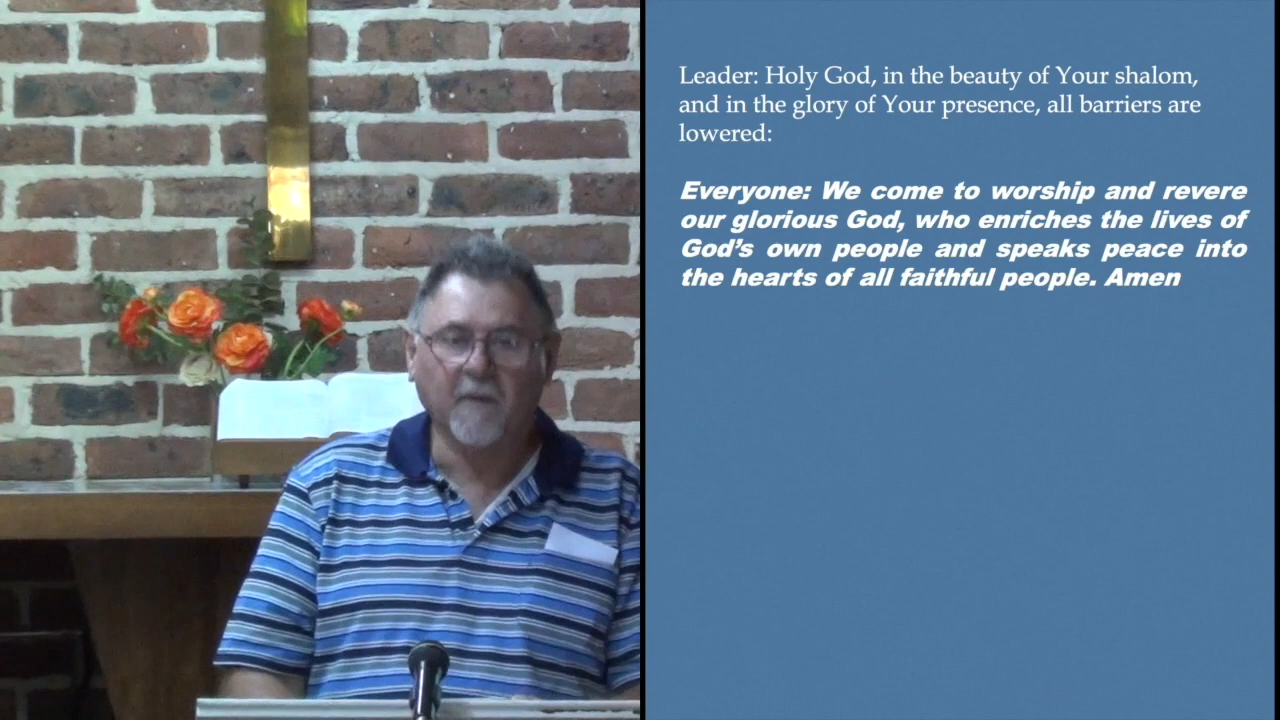 Leader: Holy God, in the beauty of Your shalom,
and in the glory of Your presence, all barriers are
lowered:
Everyone: We come to worship and revere
our glorious God, who enriches the lives of
God’s own people and speaks peace into
the hearts of all faithful people. Amen